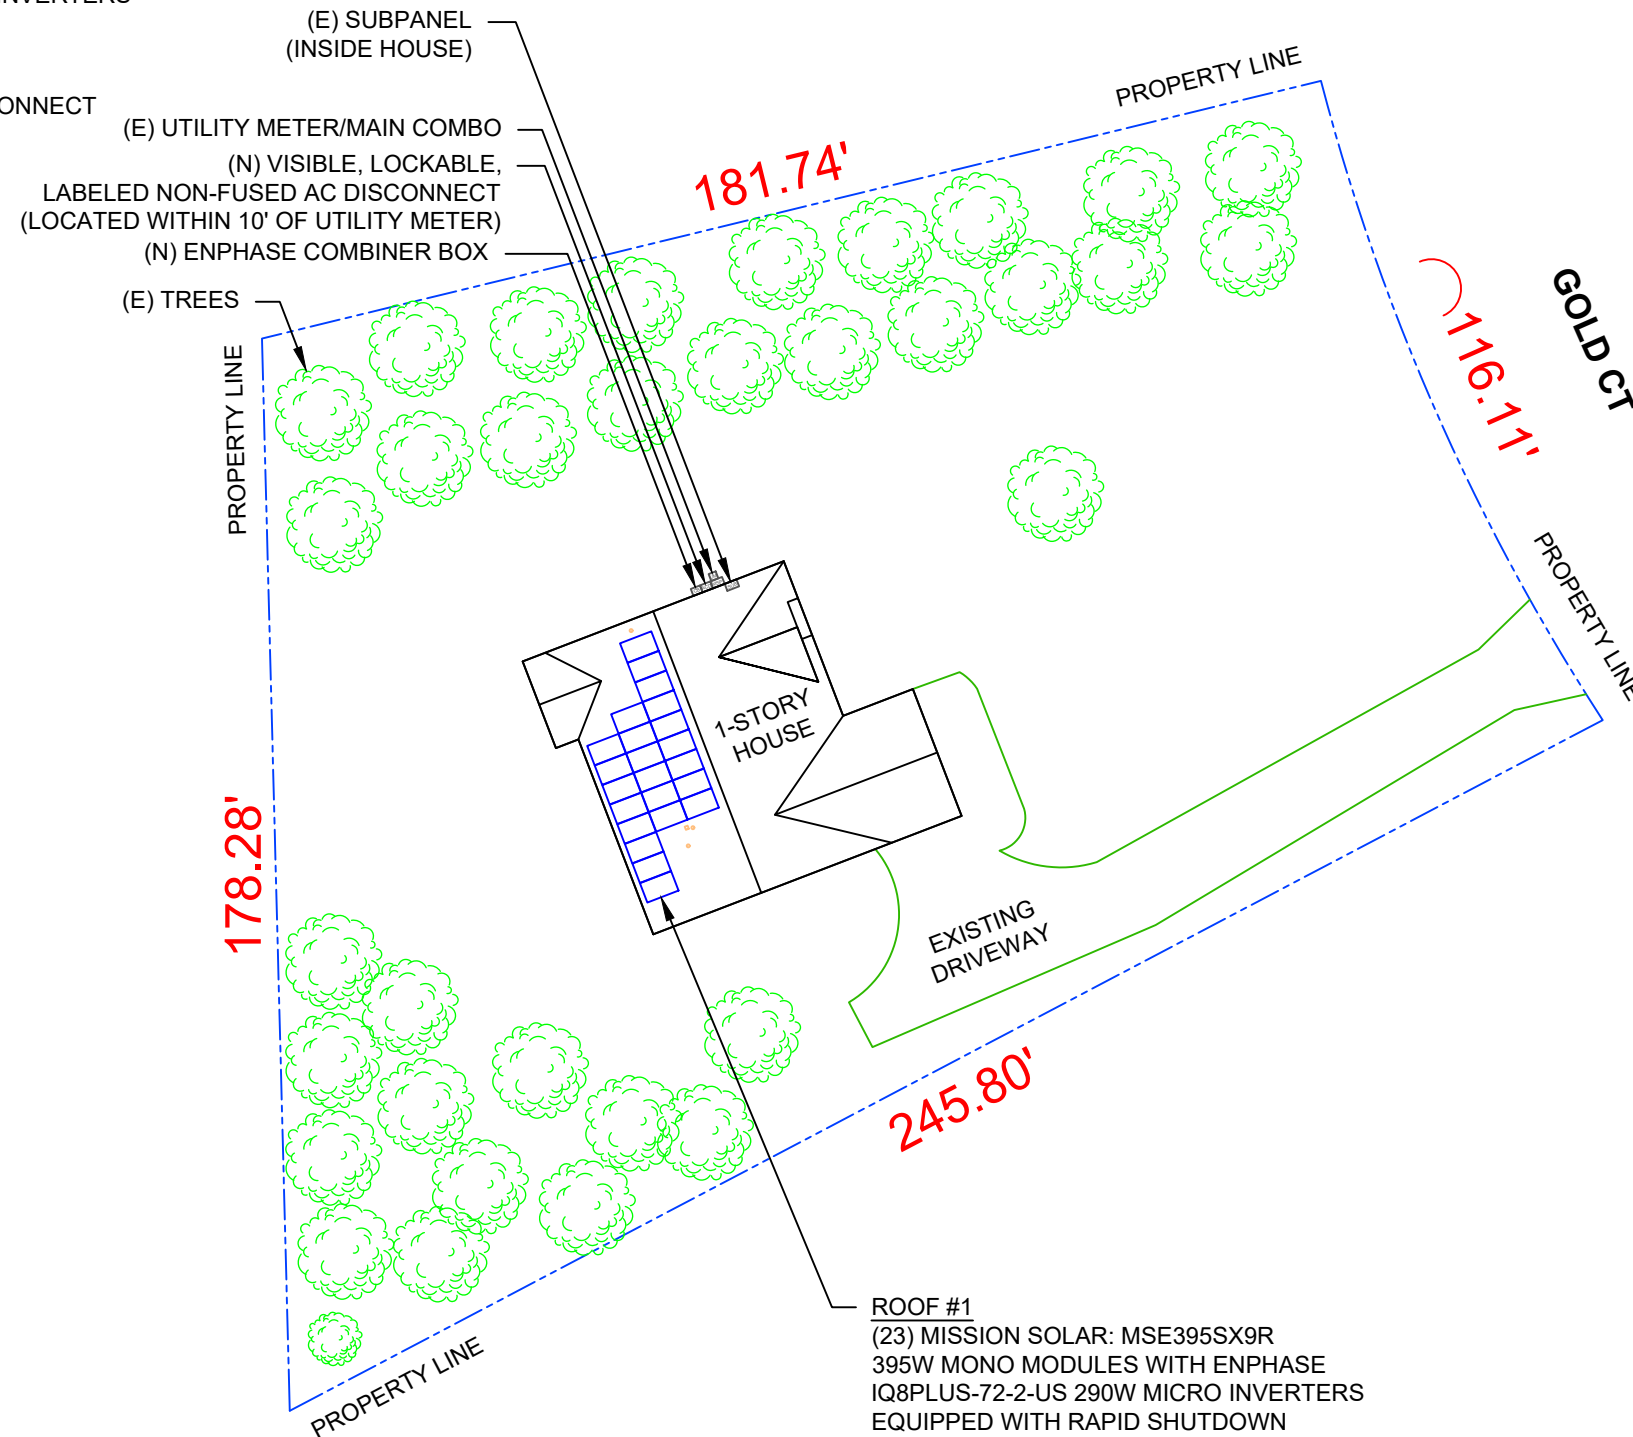 INVERTERS
(E) SUBPANEL
(INSIDE HOUSE)
ONNECT
(E) UTILITY METER/MAIN COMBO
(N) VISIBLE, LOCKABLE,
LABELED NON-FUSED AC DISCONNECT
(LOCATED WITHIN 10' OF UTILITY METER)
(N) ENPHASE COMBINER BOX
(E) TREES
PROPERTY LINE
181.74'
PROPERTY LINE
116.11'
GOLD CT
PROPERTY LINE
1-STORY
HOUSE
178.28'
EXISTING
DRIVEWAY
245.80'
PROPERTY LINE
ROOF #1
(23) MISSION SOLAR: MSE395SX9R
395W MONO MODULES WITH ENPHASE
IQ8PLUS-72-2-US 290W MICRO INVERTERS
EQUIPPED WITH RAPID SHUTDOWN